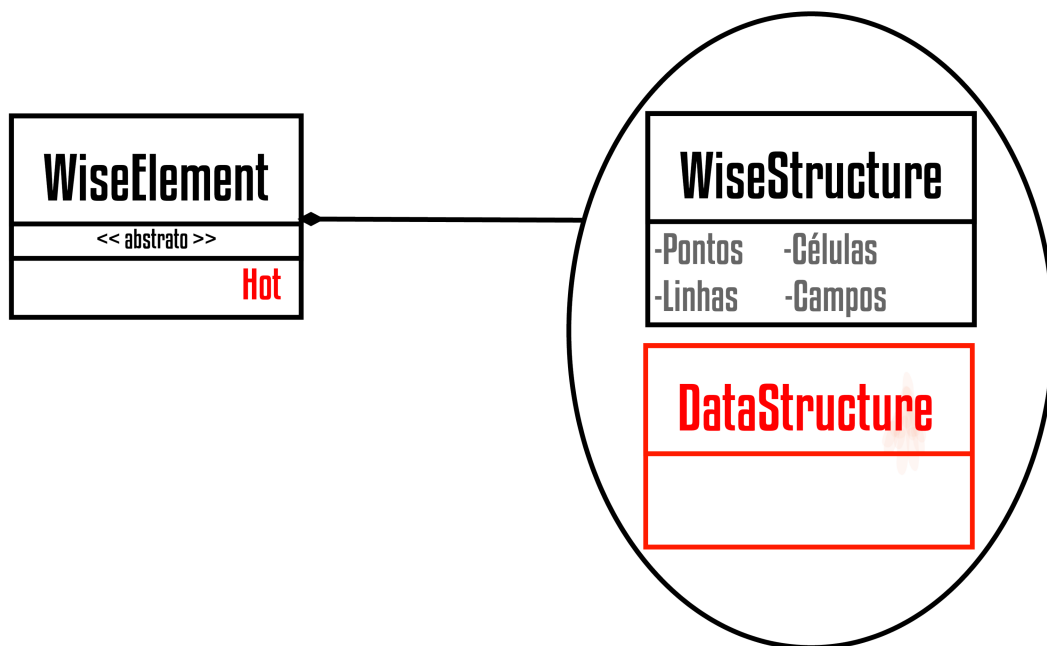 WiseElement
<< abstrato >>
Hot
WiseStructure
-Pontos -Células
-Linhas -Campos
DataStructure